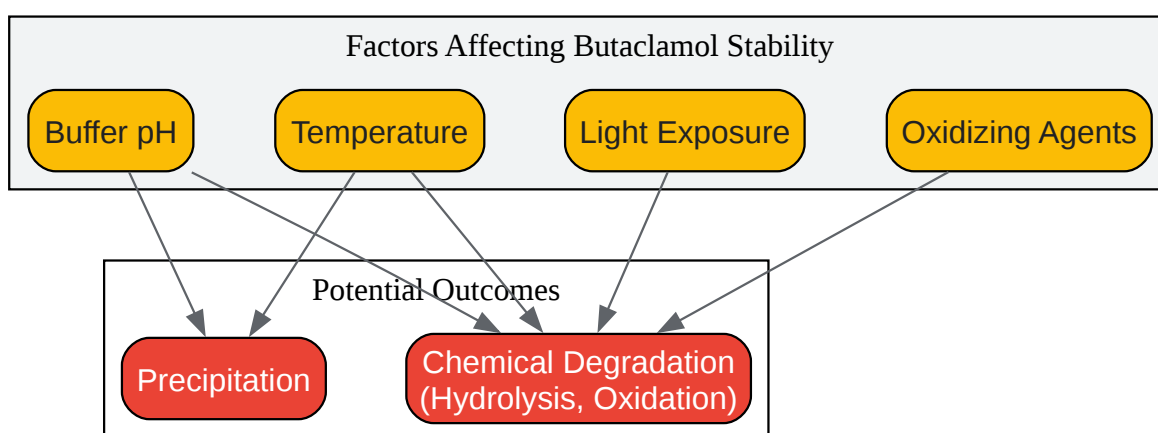 Factors Affecting Butaclamol Stability
Buffer pH
Temperature
Light Exposure
Oxidizing Agents
Potential Outcomes
Precipitation
Chemical Degradation
(Hydrolysis, Oxidation)